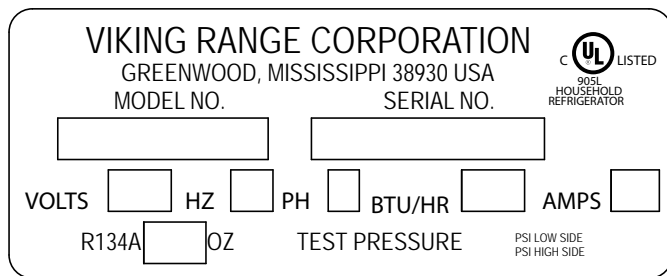 VIKING RANGE CORPORATION
GREENWOOD, MISSISSIPPI 38930 USA
C UL LISTED
905L
HOUSEHOLD
REFRIGERATOR
MODEL NO. SERIAL NO.
VOLTS HZ PH BTU/HR AMPS
R134A OZ TEST PRESSURE PSI LOW SIDE
PSI HIGH SIDE